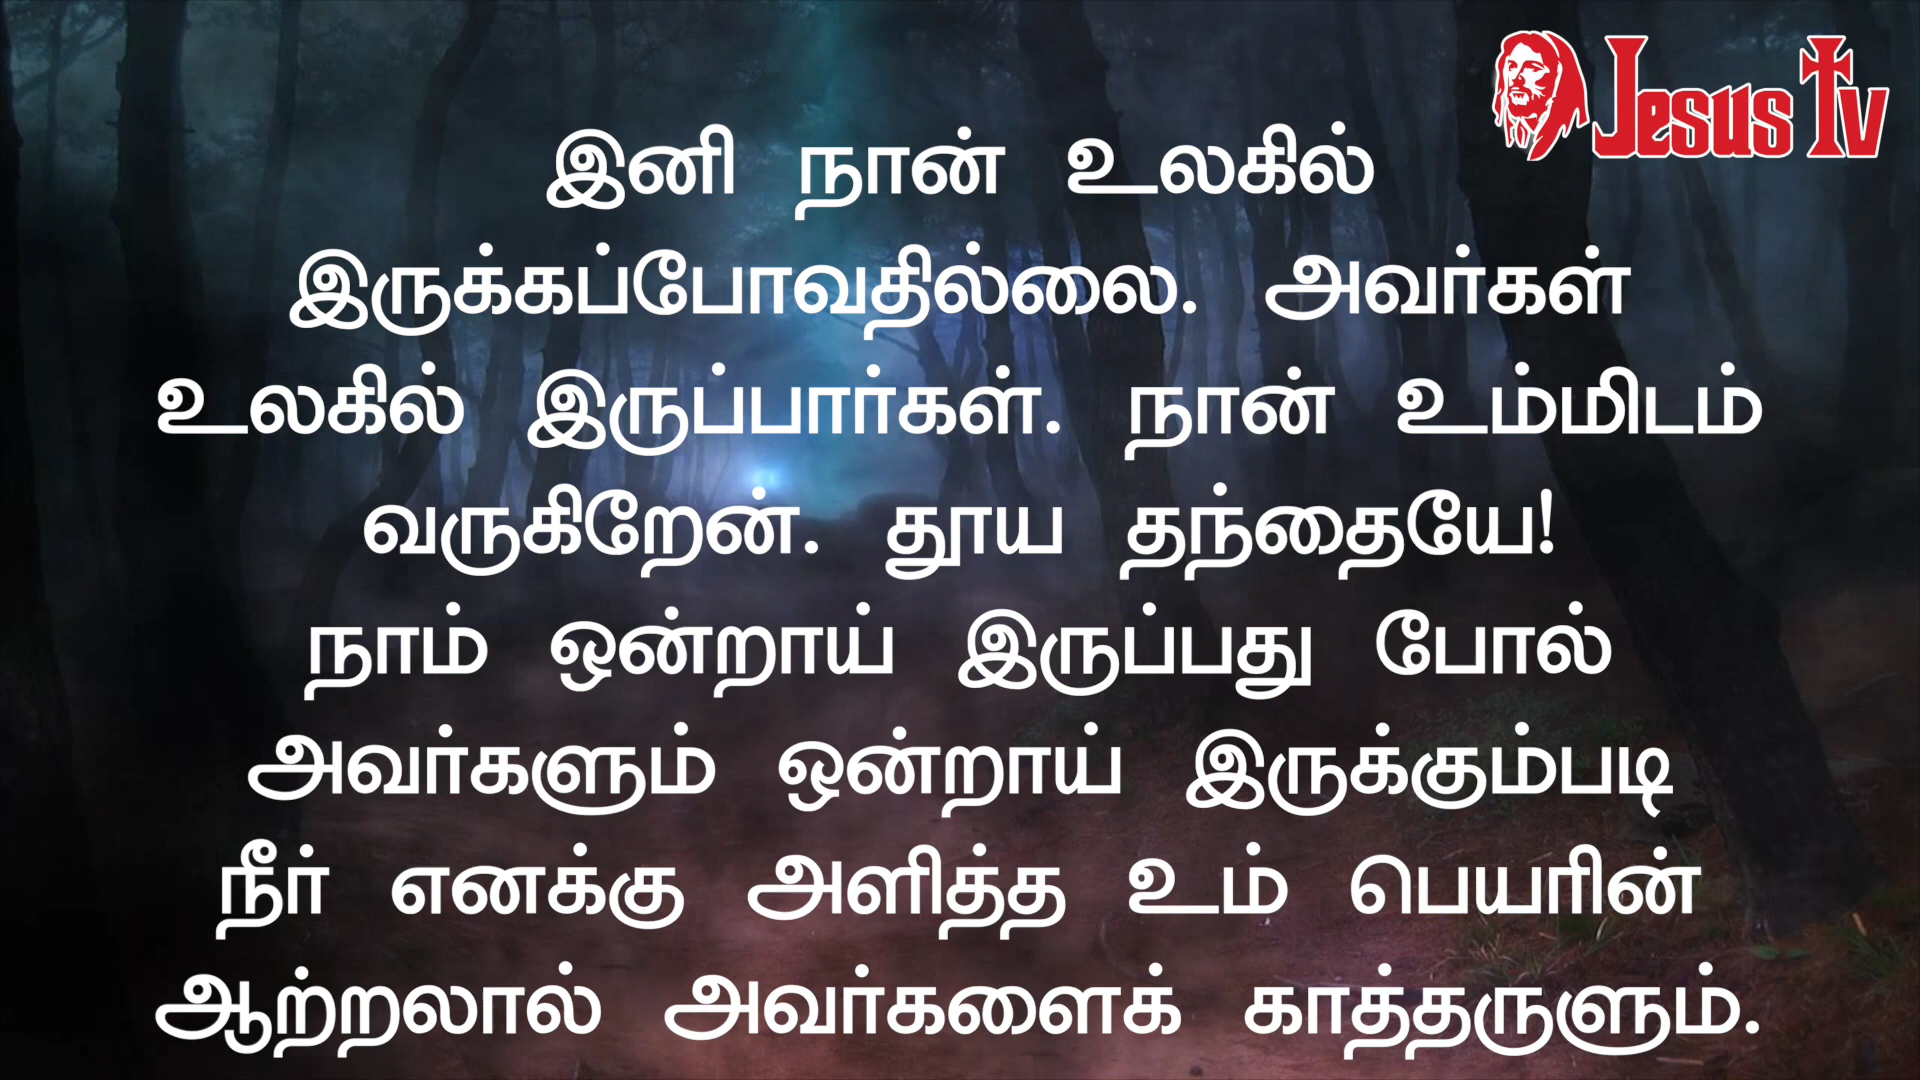 Jesus Tv
இனி நான் உலகில்
இருக்கப்போவதில்லை. அவர்கள்
உலகில் இருப்பார்கள். நான் உம்மிடம்
வருகிறேன். தூய தந்தையே!
நாம் ஒன்றாய் இருப்பது போல்
அவர்களும் ஒன்றாய் இருக்கும்படி
நீர் எனக்கு அளித்த உம் பெயரின்
ஆற்றலால் அவர்களைக் காத்தருளும்.